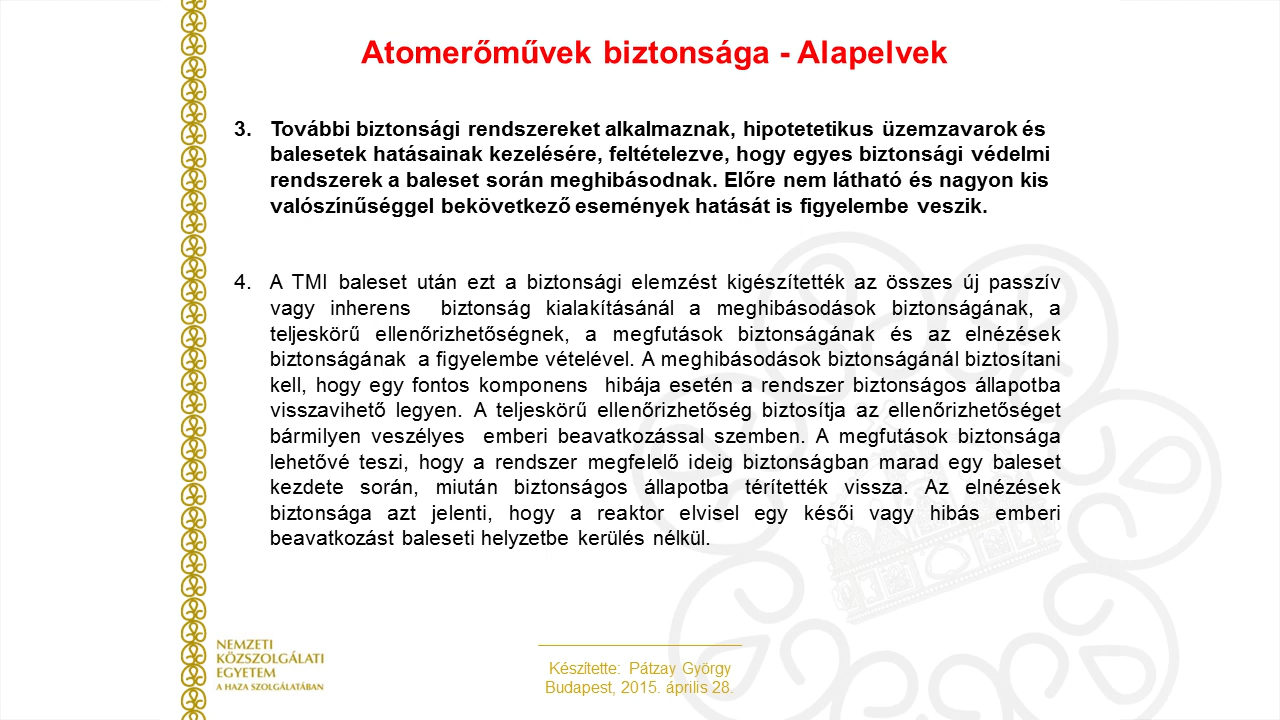 Atomerőművek biztonsága - Alapelvek
3. További biztonsági rendszereket alkalmaznak, hipotetetikus üzemzavarok és
balesetek hatásainak kezelésére, feltételezve, hogy egyes biztonsági védelmi
rendszerek a baleset során meghibásodnak. Előre nem látható és nagyon kis
valószínűséggel bekövetkező események hatását is figyelembe veszik.
4. A TMI baleset után ezt a biztonsági elemzést kigészítették az összes új passzív
vagy inherens biztonság kialakításánál a meghibásodások biztonságának, a
teljeskörű ellenőrizhetőségnek, a megfutások biztonságának és az elnézések
biztonságának a figyelembe vételével. A meghibásodások biztonságánál biztosítani
kell, hogy egy fontos komponens hibája esetén a rendszer biztonságos állapotba
visszavihető legyen. A teljeskörű ellenőrizhetőség biztosítja az ellenőrizhetőséget
bármilyen veszélyes emberi beavatkozással szemben. A megfutások biztonsága
lehetővé teszi, hogy a rendszer megfelelő ideig biztonságban marad egy baleset
kezdete során, miután biztonságos állapotba térítették vissza. Az elnézések
biztonsága azt jelenti, hogy a reaktor elvisel egy késői vagy hibás emberi
beavatkozást baleseti helyzetbe kerülés nélkül.
NEMZETI
KÖZSZOLGÁLATI
EGYETEM
A HAZA SZOLGÁLATÁBAN
Készítette: Pátzay György
Budapest, 2015. április 28.